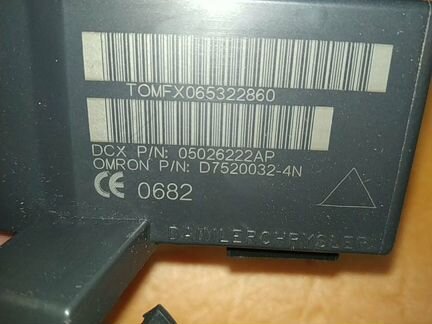 TOMFX065322860
DCX P/N: 05026222AP
OMRON P/N: D7520032-4N
CE 0682
DAIMLERCHRYSLER